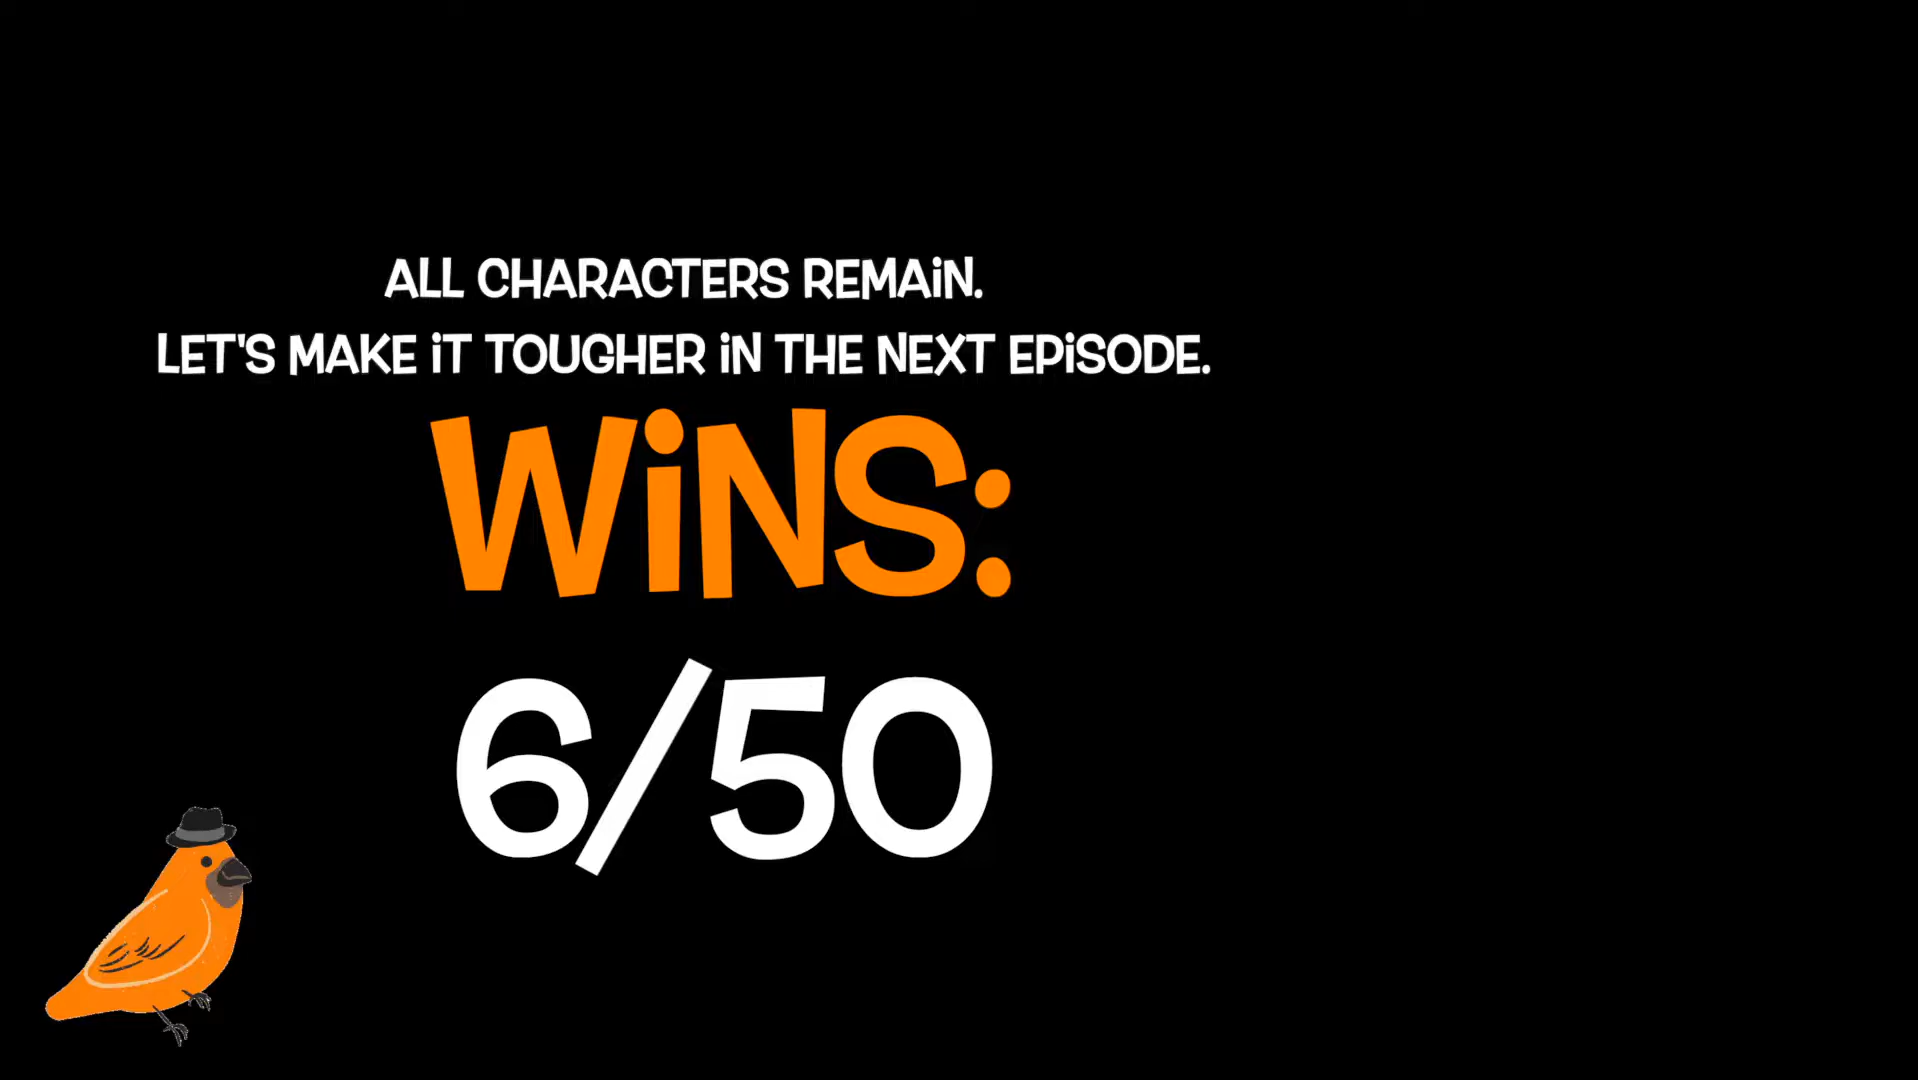 ALL CHARACTERS REMAiN.
LET'S MAKE iT TOUGHER iN THE NEXT EPiSODE.
WiNS:
6/50